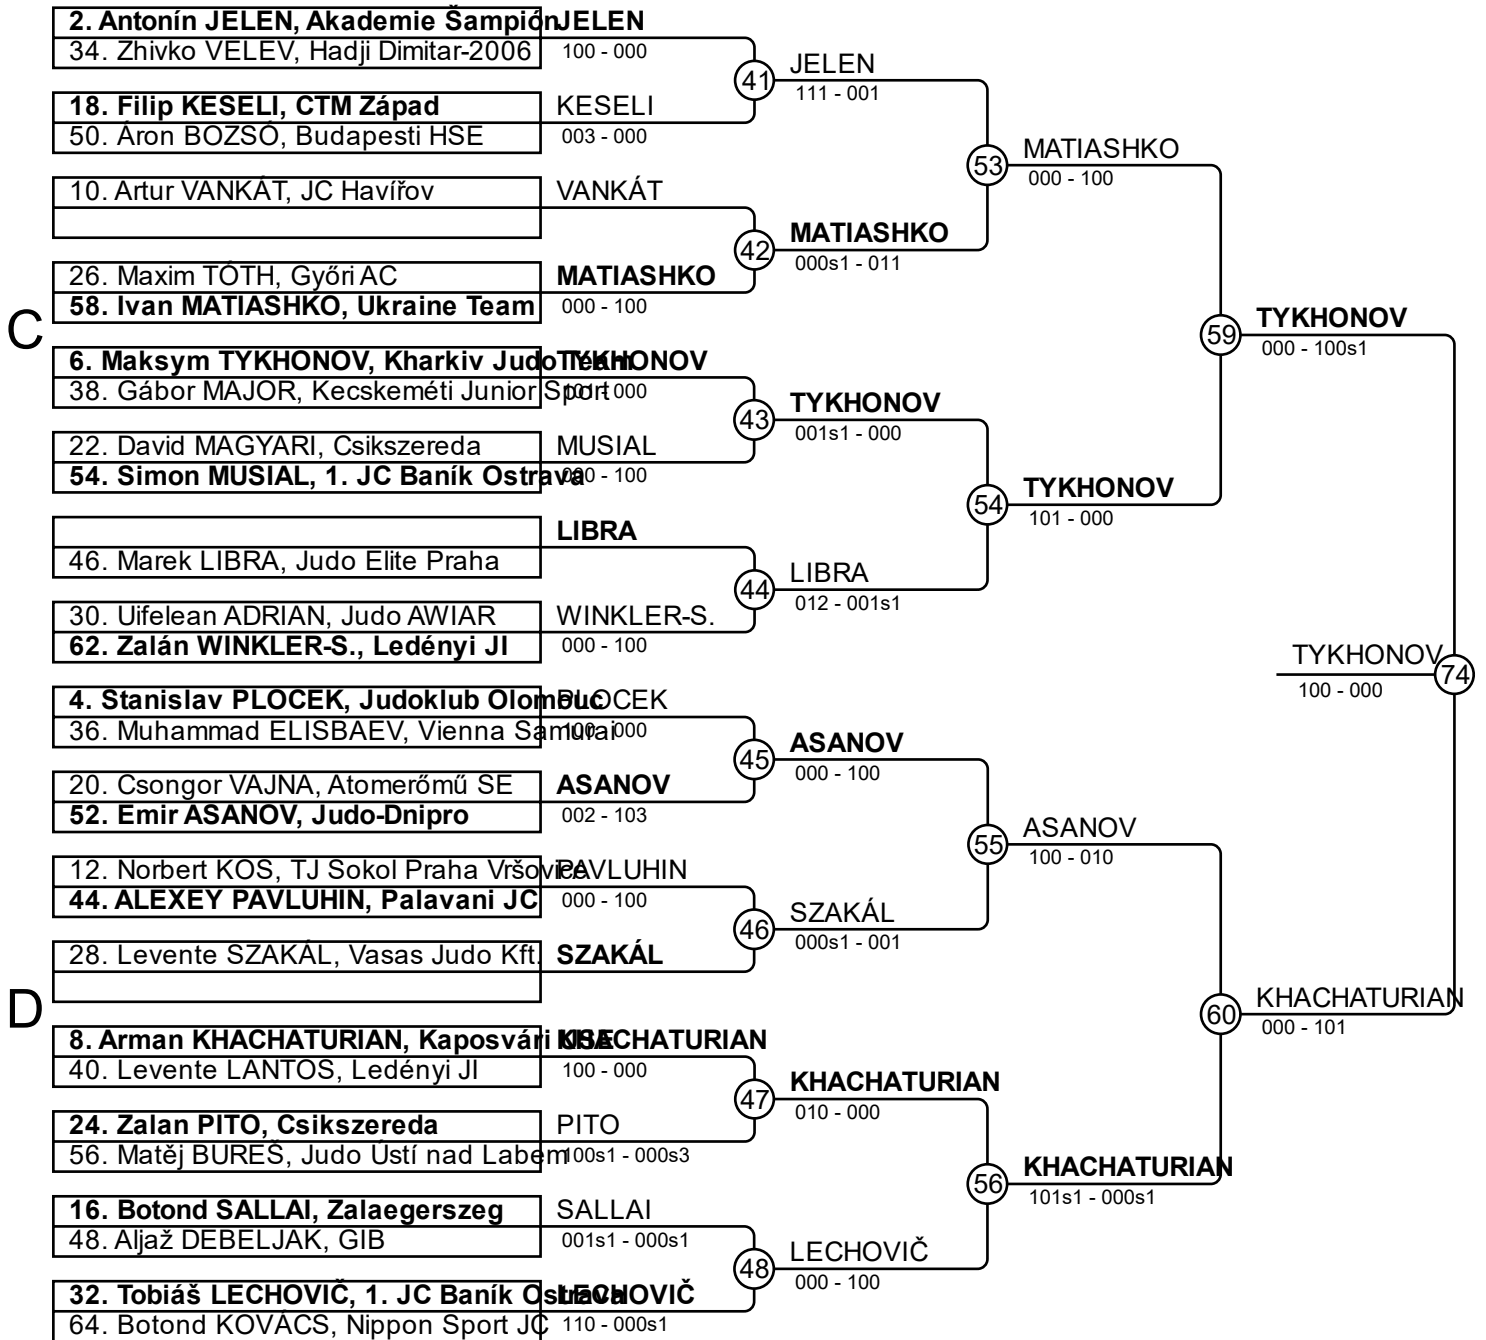 2. Antonín JELEN, Akademie Šampión
JELEN
34. Zhivko VELEV, Hadji Dimitar-2006
100 - 000
41
JELEN
111 - 001
18. Filip KESELI, CTM Západ
KESELI
50. Áron BOZSÓ, Budapesti HSE
003 - 000
53
MATIASHKO
000 - 100
10. Artur VANKÁT, JC Havířov
VANKÁT
42
MATIASHKO
000s1 - 011
26. Maxim TÓTH, Győri AC
MATIASHKO
58. Ivan MATIASHKO, Ukraine Team
000 - 100
C
59
TYKHONOV
000 - 100s1
6. Maksym TYKHONOV, Kharkiv Judo Team
TYKHONOV
38. Gábor MAJOR, Kecskeméti Junior Sport
101 - 000
43
TYKHONOV
001s1 - 000
22. David MAGYARI, Csikszereda
MUSIAL
54. Simon MUSIAL, 1. JC Baník Ostrava
000 - 100
54
TYKHONOV
101 - 000
LIBRA
46. Marek LIBRA, Judo Elite Praha
44
LIBRA
012 - 001s1
30. Uifelean ADRIAN, Judo AWIAR
WINKLER-S.
62. Zalán WINKLER-S., Ledényi JI
000 - 100
TYKHONOV
100 - 000
74
4. Stanislav PLOCEK, Judoklub Olomouc
PLOCEK
36. Muhammad ELISBAEV, Vienna Samurai
100 - 000
45
ASANOV
000 - 100
20. Csongor VAJNA, Atomerőmű SE
ASANOV
52. Emir ASANOV, Judo-Dnipro
002 - 103
55
ASANOV
100 - 010
12. Norbert KOS, TJ Sokol Praha Vršovice
PAVLUHIN
44. ALEXEY PAVLUHIN, Palavani JC
000 - 100
46
SZAKÁL
000s1 - 001
28. Levente SZAKÁL, Vasas Judo Kft.
SZAKÁL
D
60
KHACHATURIAN
000 - 101
8. Arman KHACHATURIAN, Kaposvári USE
KHACHATURIAN
40. Levente LANTOS, Ledényi JI
100 - 000
47
KHACHATURIAN
010 - 000
24. Zalan PITO, Csikszereda
PITO
56. Matěj BUREŠ, Judo Ústí nad Labem
100s1 - 000s3
56
KHACHATURIAN
101s1 - 000s1
16. Botond SALLAI, Zalaegerszeg
SALLAI
48. Aljaž DEBELJAK, GIB
001s1 - 000s1
48
LECHOVIČ
000 - 100
32. Tobiáš LECHOVIČ, 1. JC Baník Ostrava
LECHOVIČ
64. Botond KOVÁCS, Nippon Sport JC
110 - 000s1